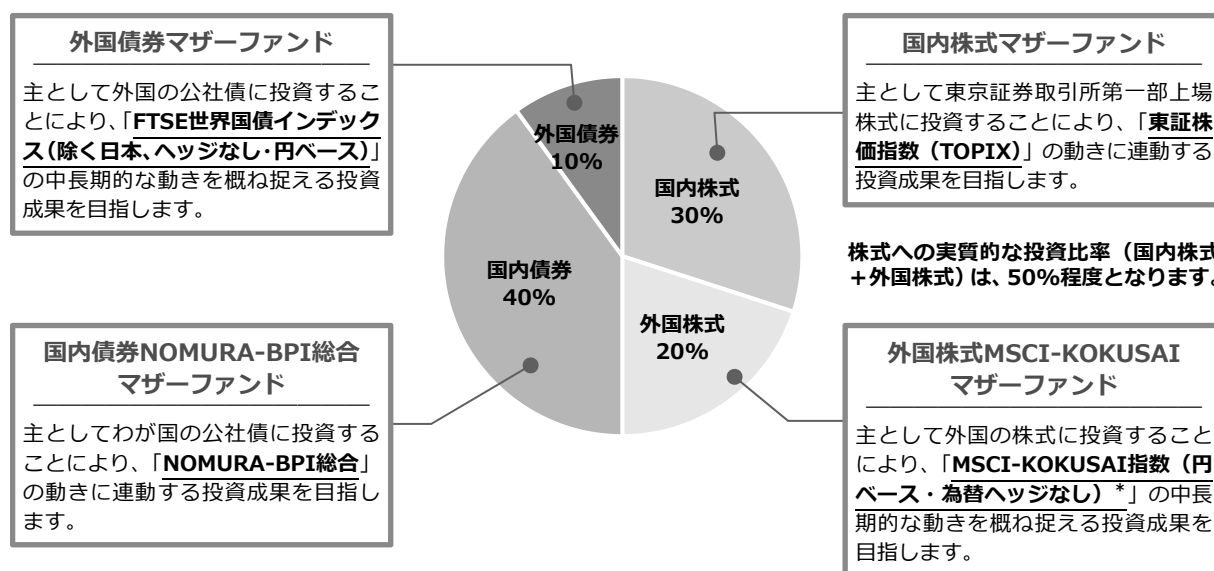 外国債券マザーファンド
主として外国の公社債に投資するこ
とにより、「FTSE世界国債インデック
ス(除く日本、ヘッジなし・円ベース)」
の中長期的な動きを概ね捉える投資
成果を目指します。
外国債券
10%
国内株式
30%
国内債券
40%
外国株式
20%
国内株式マザーファンド
主として東京証券取引所第一部上場
株式に投資することにより、「東証株
価指数(TOPIX)」の動きに連動する
投資成果を目指します。
株式への実質的な投資比率(国内株式
+外国株式)は、50%程度となります。
国内債券NOMURA-BPI総合
マザーファンド
主としてわが国の公社債に投資する
ことにより、「NOMURA-BPI総合」
の動きに連動する投資成果を目指し
ます。
外国株式MSCI-KOKUSAI
マザーファンド
主として外国の株式に投資すること
により、「MSCI-KOKUSAI指数(円
ベース・為替ヘッジなし)*」の中長
期的な動きを概ね捉える投資成果を
目指します。